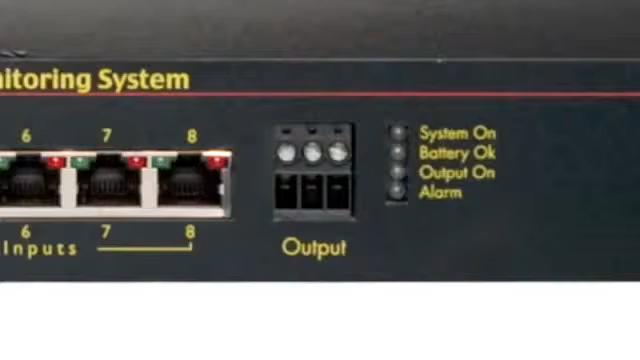 nitoring System
6 7 8
System On
Battery Ok
Output On
Alarm
6 7 8
Inputs
Output